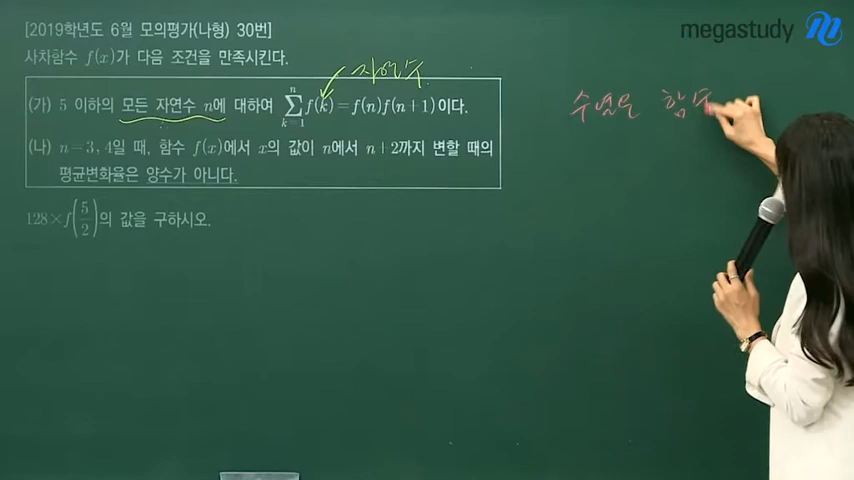 [2019학년도 6월 모의평가(나형) 30번]
megastudy
사차함수 f(x)가 다음 조건을 만족시킨다.
자연수
(가) 5 이하의 모든 자연수 n에 대하여 \sum_{k=1}^{n} f(k) = f(n)f(n+1)이다.
수열도 함수
(나) n=3, 4일 때, 함수 f(x)에서 x의 값이 n에서 n+2까지 변할 때의
평균변화율은 양수가 아니다.
128×f(5/2)의 값을 구하시오.